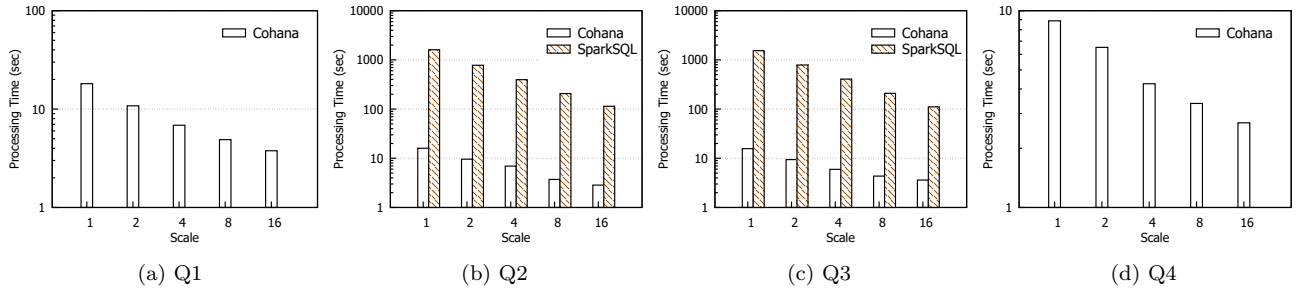 Processing Time (sec)
100
10
1
Cohana
1 2 4 8 16
Scale
(a) Q1
Processing Time (sec)
10000
1000
100
10
1
Cohana
SparkSQL
1 2 4 8 16
Scale
(b) Q2
Processing Time (sec)
10000
1000
100
10
1
Cohana
SparkSQL
1 2 4 8 16
Scale
(c) Q3
Processing Time (sec)
10
1
Cohana
1 2 4 8 16
Scale
(d) Q4